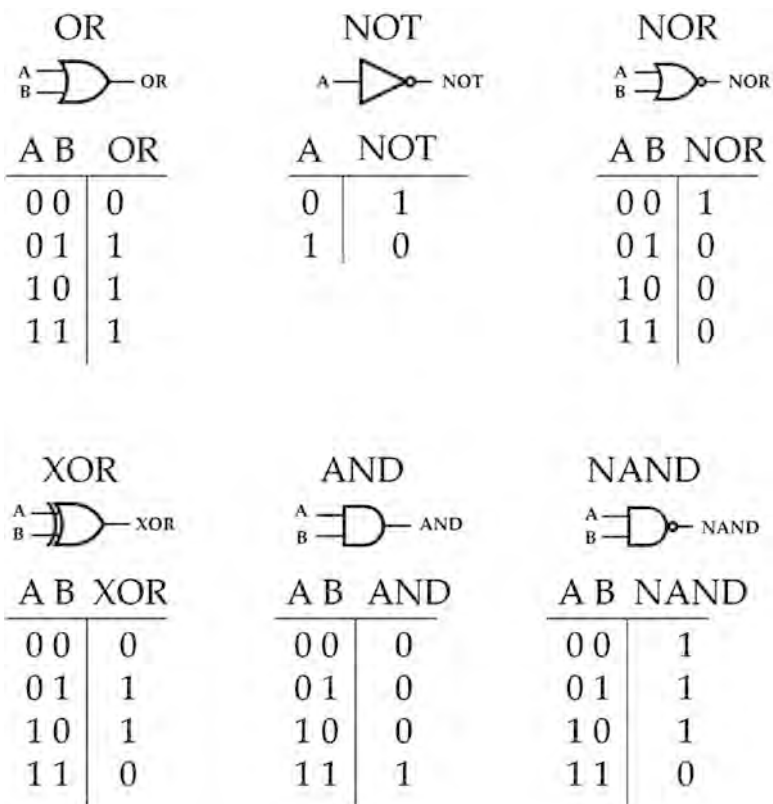 OR
A
B
OR
A B OR
0 0 0
0 1 1
1 0 1
1 1 1
NOT
A
NOT
A NOT
0 1
1 0
NOR
A
B
NOR
A B NOR
0 0 1
0 1 0
1 0 0
1 1 0
XOR
A
B
XOR
A B XOR
0 0 0
0 1 1
1 0 1
1 1 0
AND
A
B
AND
A B AND
0 0 0
0 1 0
1 0 0
1 1 1
NAND
A
B
NAND
A B NAND
0 0 1
0 1 1
1 0 1
1 1 0